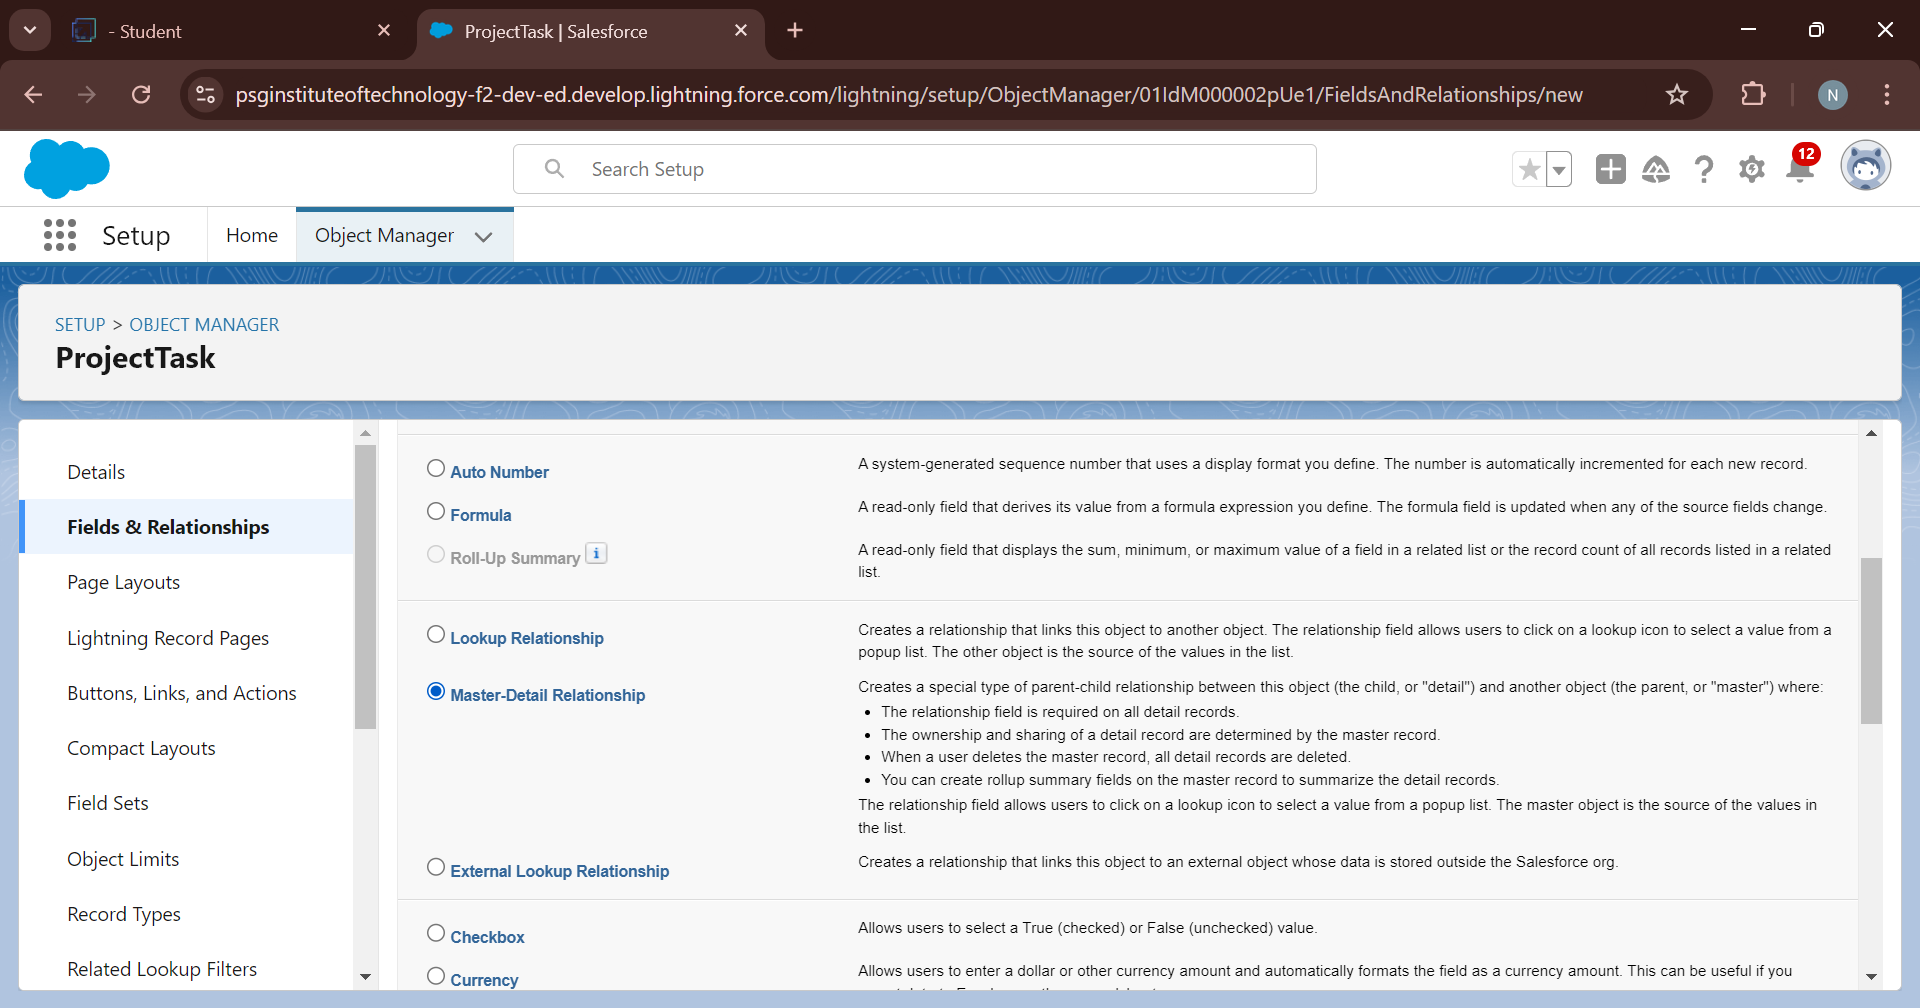 - Student
ProjectTask | Salesforce
psginstituteoftechnology-f2-dev-ed.develop.lightning.force.com/lightning/setup/ObjectManager/01IdM000002pUe1/FieldsAndRelationships/new
N
Search Setup
12
Setup
Home
Object Manager
SETUP > OBJECT MANAGER
ProjectTask
Details
Fields & Relationships
Page Layouts
Lightning Record Pages
Buttons, Links, and Actions
Compact Layouts
Field Sets
Object Limits
Record Types
Related Lookup Filters
Auto Number
A system-generated sequence number that uses a display format you define. The number is automatically incremented for each new record.
Formula
A read-only field that derives its value from a formula expression you define. The formula field is updated when any of the source fields change.
Roll-Up Summary i
A read-only field that displays the sum, minimum, or maximum value of a field in a related list or the record count of all records listed in a related
list.
Lookup Relationship
Creates a relationship that links this object to another object. The relationship field allows users to click on a lookup icon to select a value from a
popup list. The other object is the source of the values in the list.
Master-Detail Relationship
Creates a special type of parent-child relationship between this object (the child, or "detail") and another object (the parent, or "master") where:
• The relationship field is required on all detail records.
• The ownership and sharing of a detail record are determined by the master record.
• When a user deletes the master record, all detail records are deleted.
• You can create rollup summary fields on the master record to summarize the detail records.
The relationship field allows users to click on a lookup icon to select a value from a popup list. The master object is the source of the values in
the list.
External Lookup Relationship
Creates a relationship that links this object to an external object whose data is stored outside the Salesforce org.
Checkbox
Allows users to select a True (checked) or False (unchecked) value.
Currency
Allows users to enter a dollar or other currency amount and automatically formats the field as a currency amount. This can be useful if you